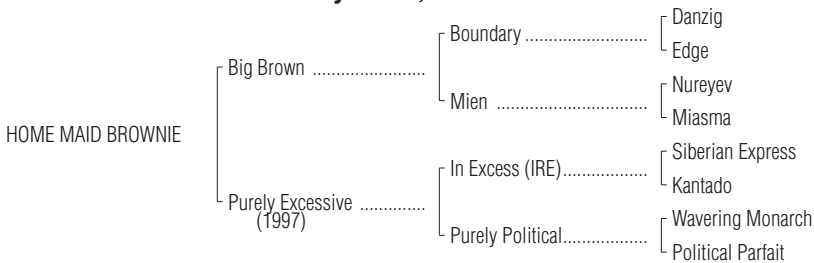 Danzig
Boundary ..........................
Edge
Big Brown ........................
Nureyev
Mien ................................
Miasma
HOME MAID BROWNIE
Siberian Express
In Excess (IRE)..................
Kantado
Purely Excessive ..............
(1997)
Wavering Monarch
Purely Political..................
Political Parfait